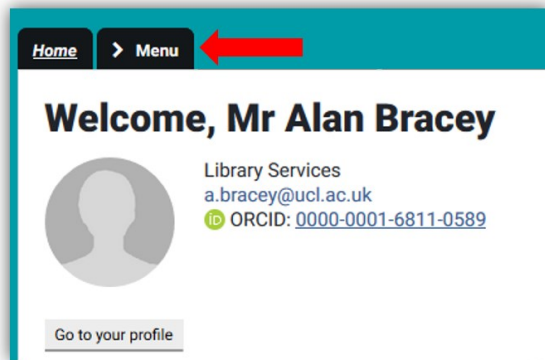 Home > Menu
Welcome, Mr Alan Bracey
Library Services
a.bracey@ucl.ac.uk
iD ORCID: 0000-0001-6811-0589
Go to your profile